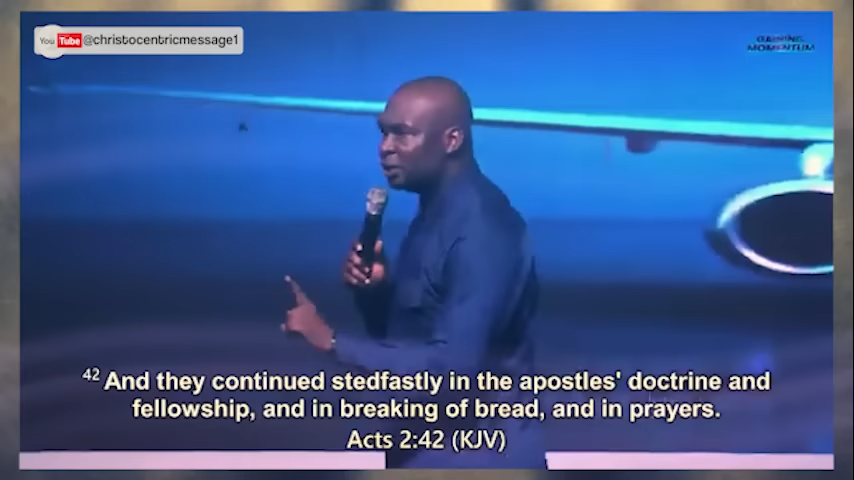 You Tube @christocentricmessage1
GAINING
MOMENTUM
42 And they continued stedfastly in the apostles' doctrine and
fellowship, and in breaking of bread, and in prayers.
Acts 2:42 (KJV)